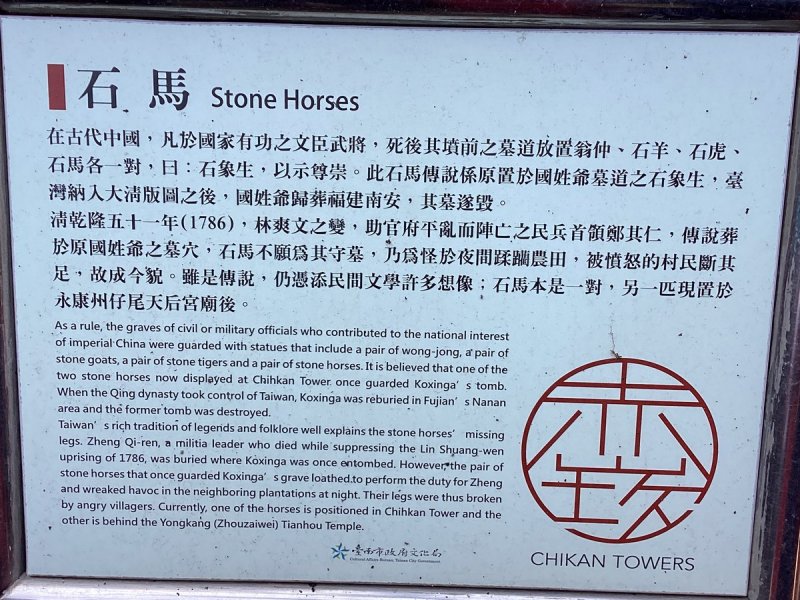 石馬 Stone Horses
在古代中國，凡於國家有功之文臣武將，死後其墳前之墓道放置翁仲、石羊、石虎、
石馬各一對，曰：石象生，以示尊崇。此石馬傳說係原置於國姓爺墓道之石象生，臺
灣納入大淸版圖之後，國姓爺歸葬福建南安，其墓遂毀。
淸乾隆五十一年(1786)，林爽文之變，助官府平亂而陣亡之民兵首領鄭其仁，傳說葬
於原國姓爺之墓穴，石馬不願爲其守墓，乃爲怪於夜間蹂躪農田，被憤怒的村民斷其
足，故成今貌。雖是傳說，仍憑添民間文學許多想像；石馬本是一對，另一匹現置於
永康州仔尾天后宮廟後。
As a rule, the graves of civil or military officials who contributed to the national interest
of imperial China were guarded with statues that include a pair of wong-jong, a pair of
stone goats, a pair of stone tigers and a pair of stone horses. It is believed that one of the
two stone horses now displayed at Chihkan Tower once guarded Koxinga's tomb.
When the Qing dynasty took control of Taiwan, Koxinga was reburied in Fujian's Nanan
area and the former tomb was destroyed.
Taiwan's rich tradition of legends and folklore well explains the stone horses' missing
legs. Zheng Qi-ren, a militia leader who died while suppressing the Lin Shuang-wen
uprising of 1786, was buried where Koxinga was once entombed. However, the pair of
stone horses that once guarded Koxinga's grave loathed to perform the duty for Zheng
and wreaked havoc in the neighboring plantations at night. Their legs were thus broken
by angry villagers. Currently, one of the horses is positioned in Chihkan Tower and the
other is behind the Yongkang (Zhouzaiwei) Tianhou Temple.
赤
嵌
CHIKAN TOWERS
臺南市政府文化局
Cultural Affairs Bureau, Tainan City Government